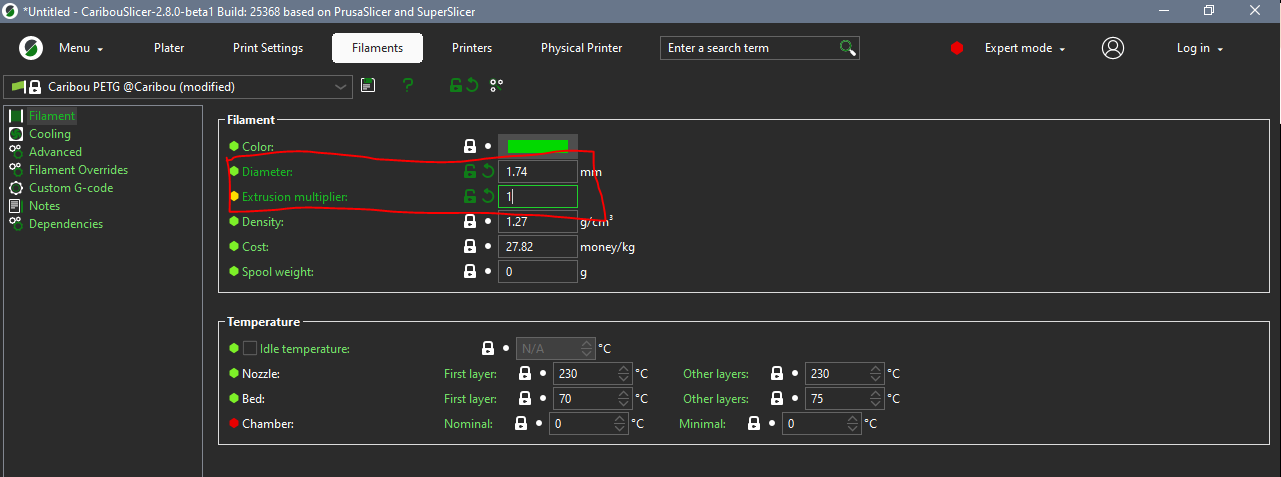 *Untitled - CaribouSlicer-2.8.0-beta1 Build: 25368 based on PrusaSlicer and SuperSlicer
Menu Plater Print Settings Filaments Printers Physical Printer Enter a search term Expert mode Log in
Caribou PETG @Caribou (modified) ?
Filament
Cooling
Advanced
Filament Overrides
Custom G-code
Notes
Dependencies
Filament
Color:
Diameter: 1.74 mm
Extrusion multiplier: 1
Density: 1.27 g/cm³
Cost: 27.82 money/kg
Spool weight: 0 g
Temperature
Idle temperature: N/A °C
Nozzle: First layer: 230 °C Other layers: 230 °C
Bed: First layer: 70 °C Other layers: 75 °C
Chamber: Nominal: 0 °C Minimal: 0 °C